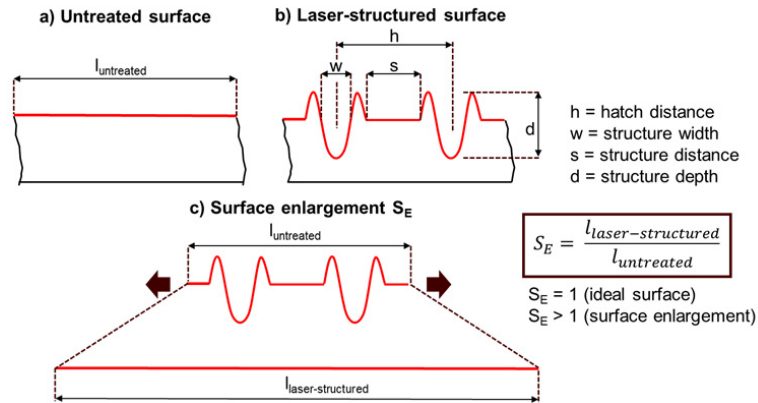 a) Untreated surface
l_untreated
b) Laser-structured surface
h
w
s
d
h = hatch distance
w = structure width
s = structure distance
d = structure depth
c) Surface enlargement S_E
l_untreated
l_laser-structured
S_E = l_laser−structured / l_untreated
S_E = 1 (ideal surface)
S_E > 1 (surface enlargement)